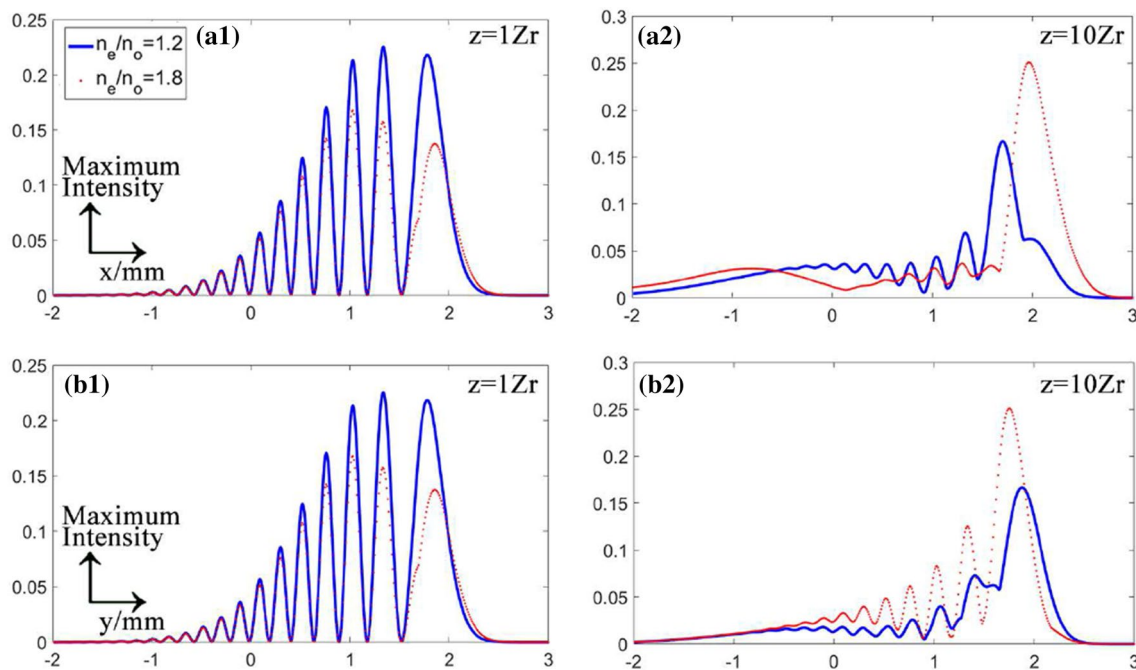 (a1)
z=1Zr
n_e/n_o=1.2
n_e/n_o=1.8
Maximum
Intensity
x/mm
0.25
0.2
0.15
0.1
0.05
0
-2 -1 0 1 2 3
(a2)
z=10Zr
0.3
0.25
0.2
0.15
0.1
0.05
0
-2 -1 0 1 2 3
(b1)
z=1Zr
Maximum
Intensity
y/mm
0.25
0.2
0.15
0.1
0.05
0
-2 -1 0 1 2 3
(b2)
z=10Zr
0.3
0.25
0.2
0.15
0.1
0.05
0
-2 -1 0 1 2 3